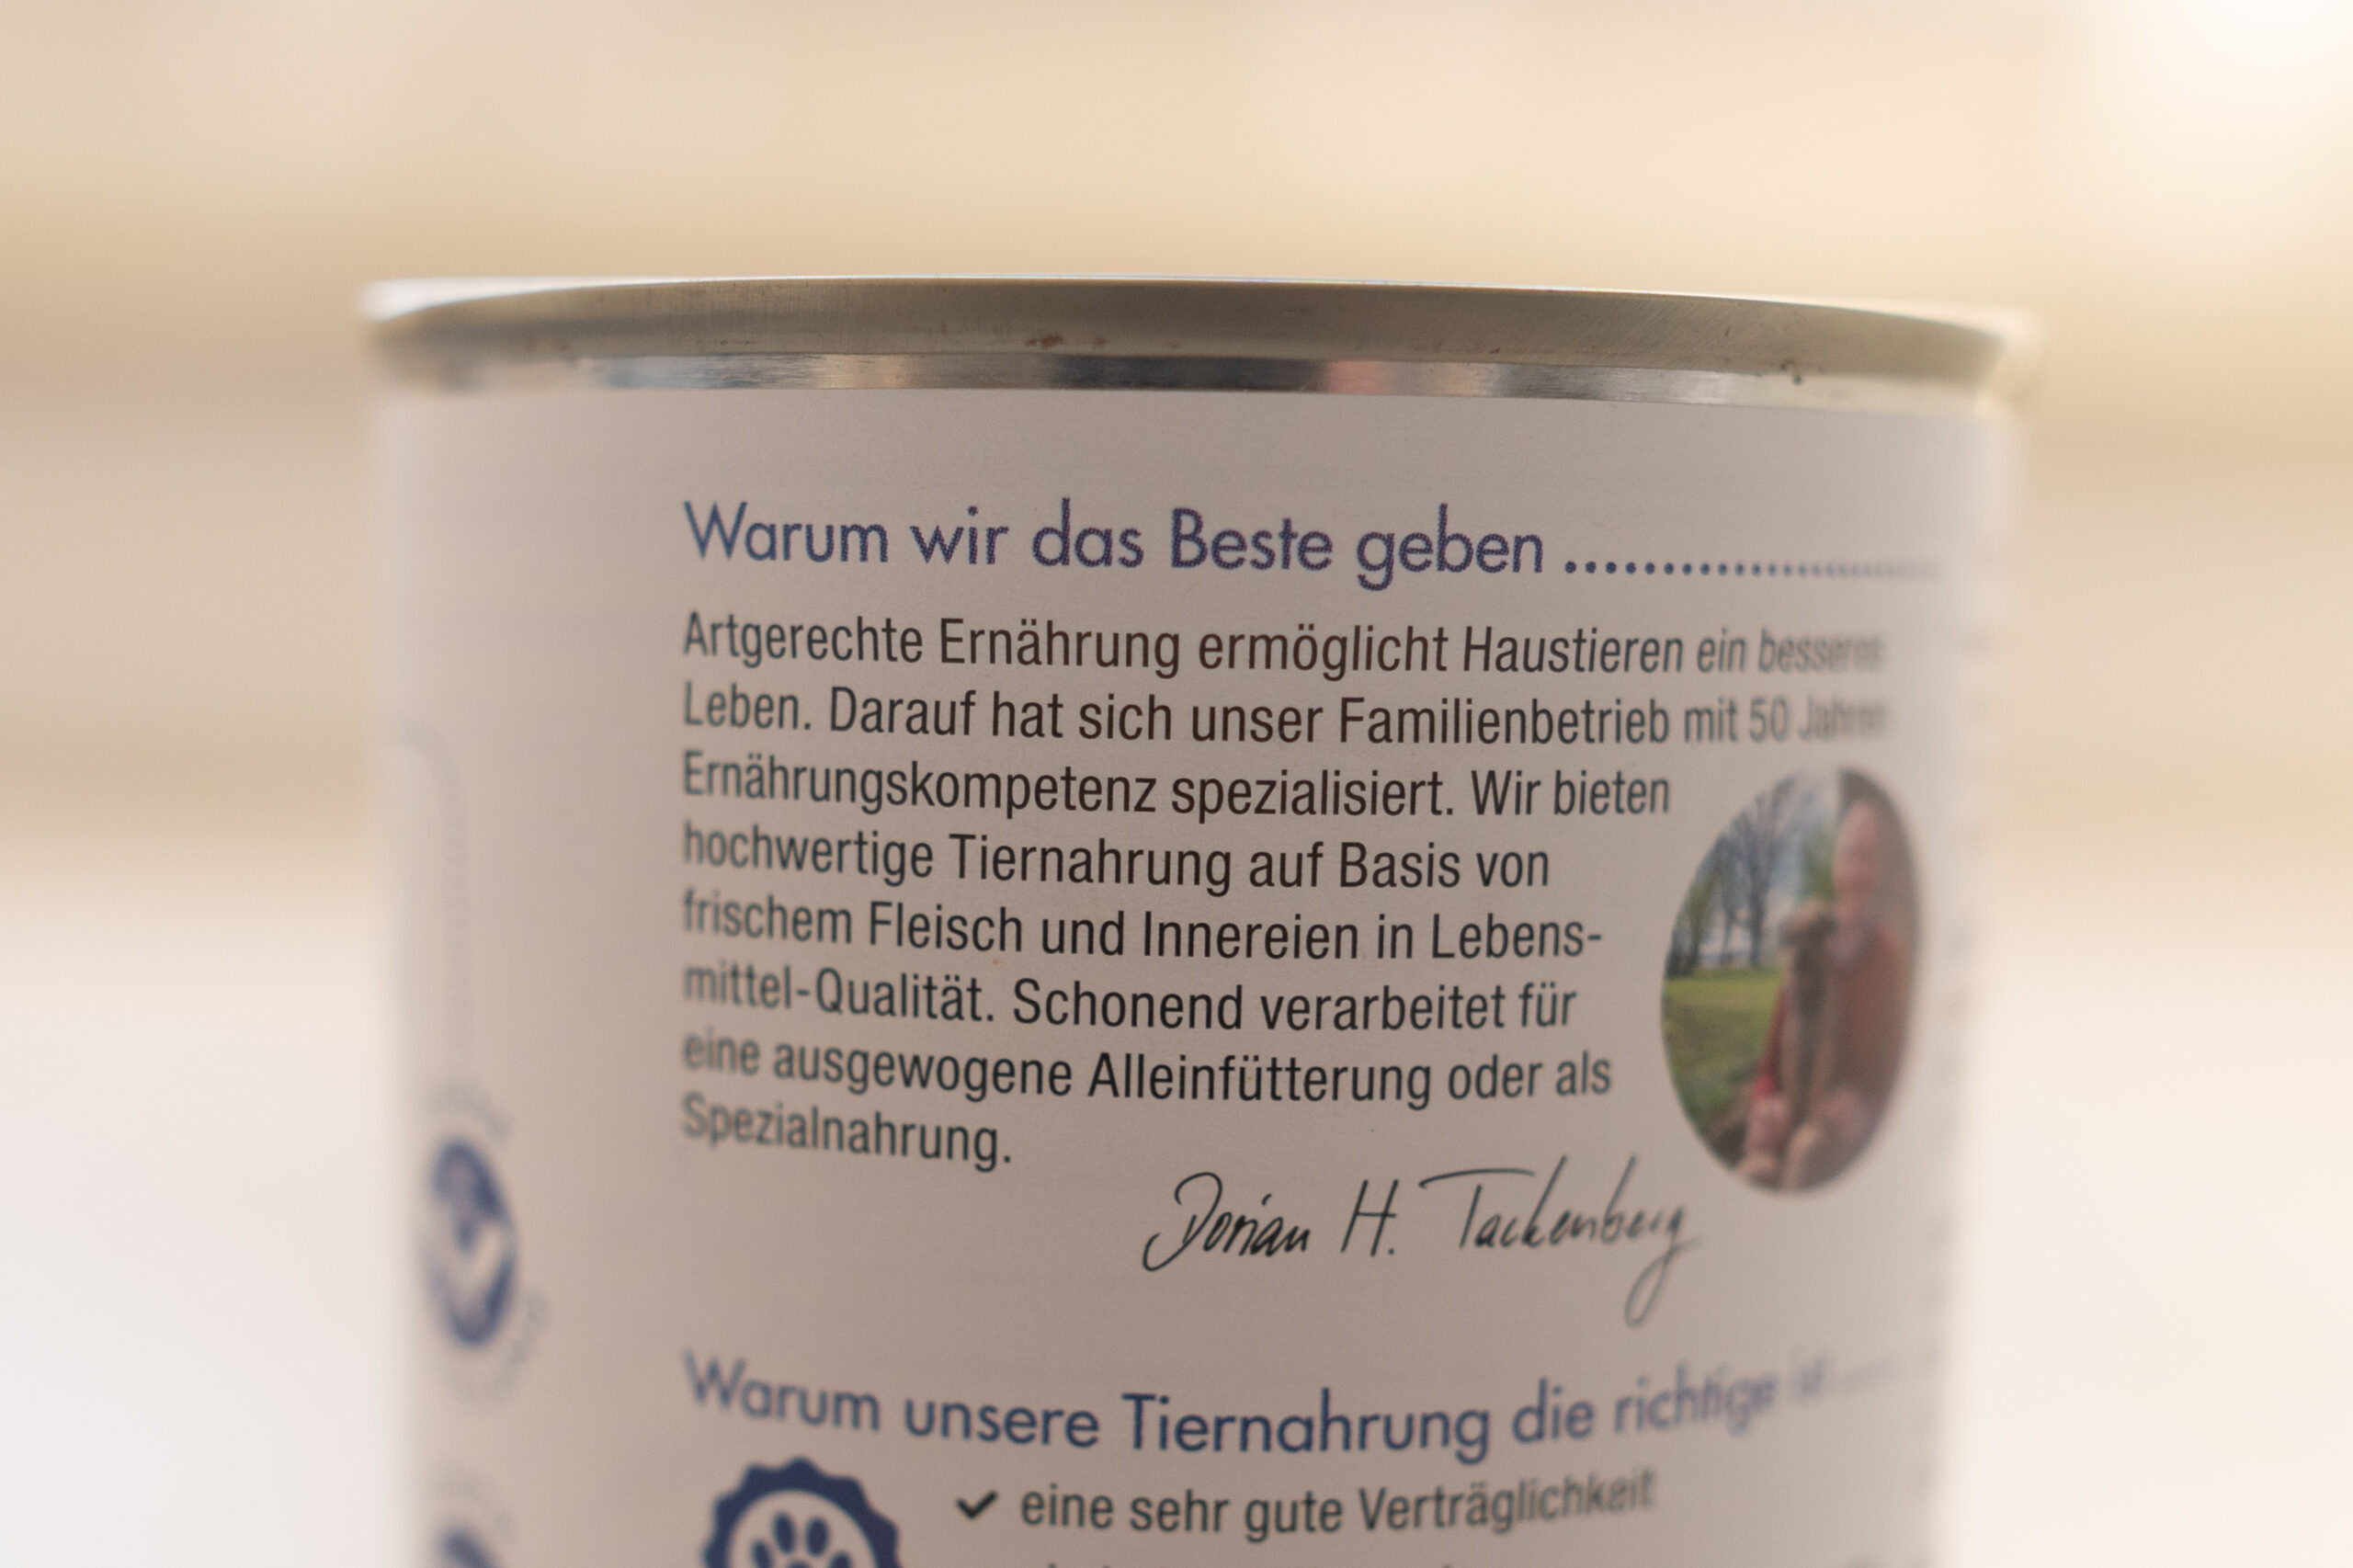 Warum wir das Beste geben ....................
Artgerechte Ernährung ermöglicht Haustieren ein besseres
Leben. Darauf hat sich unser Familienbetrieb mit 50 Jahren
Ernährungskompetenz spezialisiert. Wir bieten
hochwertige Tiernahrung auf Basis von
frischem Fleisch und Innereien in Lebens-
mittel-Qualität. Schonend verarbeitet für
eine ausgewogene Alleinfütterung oder als
Spezialnahrung.
Dorian H. Tackenberg
Warum unsere Tiernahrung die richtige ist
✓ eine sehr gute Verträglichkeit